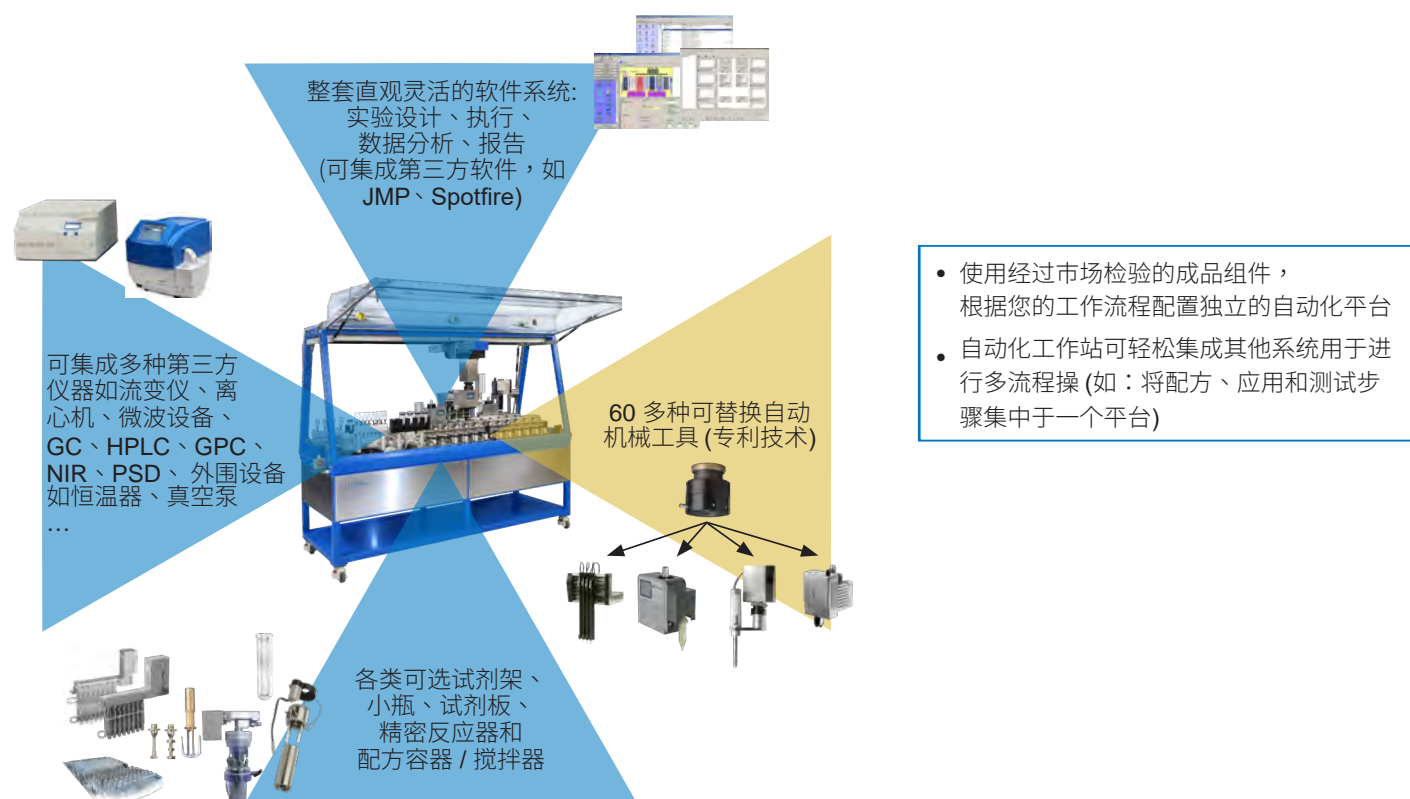 整套直观灵活的软件系统:
实验设计、执行、
数据分析、报告
(可集成第三方软件，如
JMP、Spotfire)
可集成多种第三方
仪器如流变仪、离
心机、微波设备、
GC、HPLC、GPC、
NIR、PSD、 外围设备
如恒温器、真空泵
…
60 多种可替换自动
机械工具 (专利技术)
各类可选试剂架、
小瓶、试剂板、
精密反应器和
配方容器 / 搅拌器
• 使用经过市场检验的成品组件，
根据您的工作流程配置独立的自动化平台
• 自动化工作站可轻松集成其他系统用于进
行多流程操 (如：将配方、应用和测试步
骤集中于一个平台)